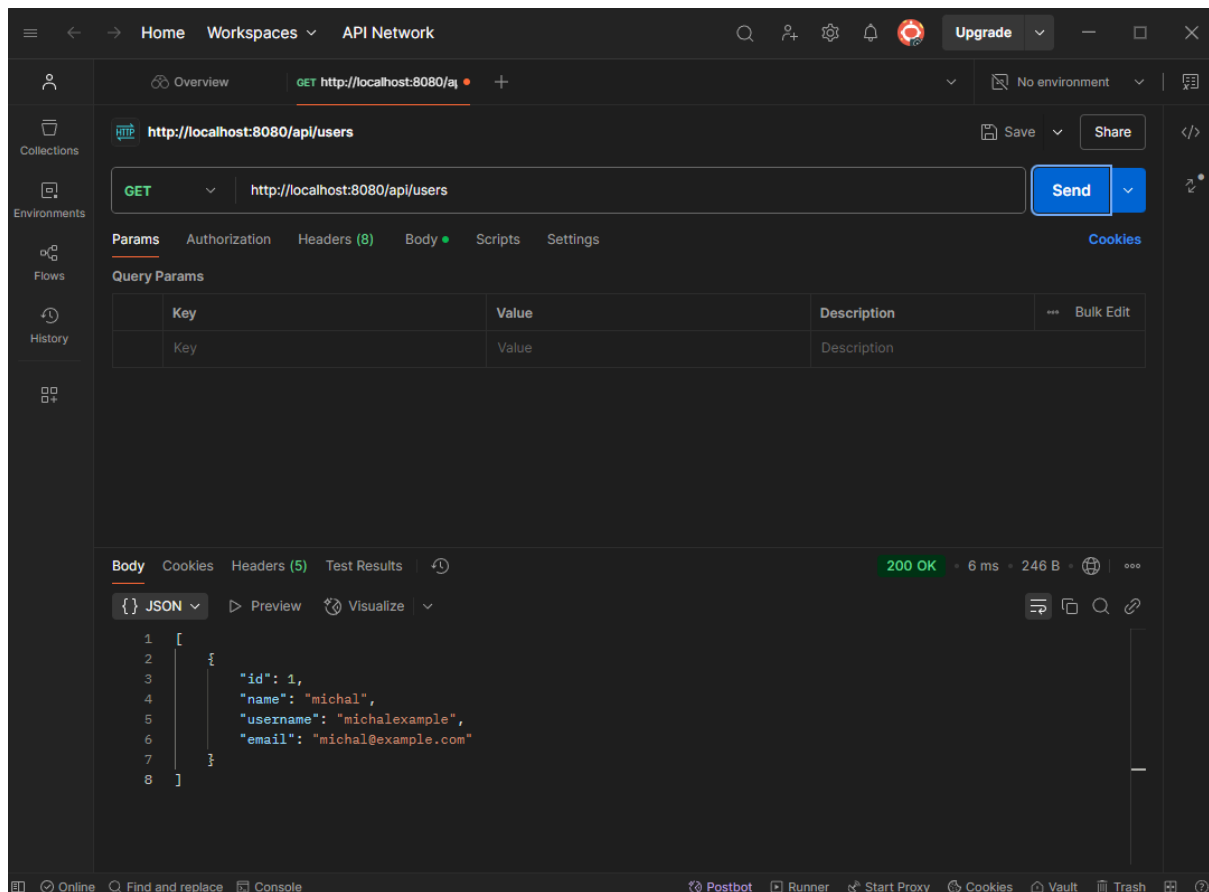 Home Workspaces API Network Upgrade
Overview GET http://localhost:8080/a No environment
HTTP http://localhost:8080/api/users Save Share
GET http://localhost:8080/api/users Send
Params Authorization Headers (8) Body Scripts Settings Cookies
Query Params
Key Value Description Bulk Edit
Key Value Description
Collections
Environments
Flows
History
Body Cookies Headers (5) Test Results 200 OK 6 ms 246 B
{} JSON Preview Visualize
1 [
2 {
3 "id": 1,
4 "name": "michal",
5 "username": "michalexample",
6 "email": "michal@example.com"
7 }
8 ]
Online Find and replace Console Postbot Runner Start Proxy Cookies Vault Trash